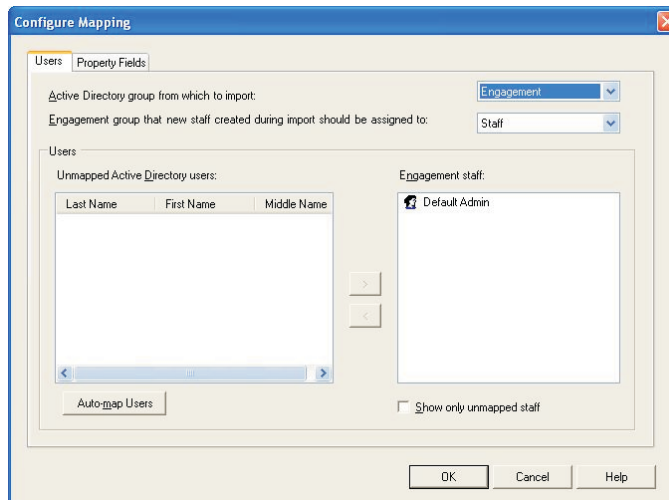 Configure Mapping
Users Property Fields
Active Directory group from which to import: Engagement
Engagement group that new staff created during import should be assigned to: Staff
Users
Unmapped Active Directory users: Engagement staff:
Last Name First Name Middle Name Default Admin
> 
<
Auto-map Users Show only unmapped staff
OK Cancel Help